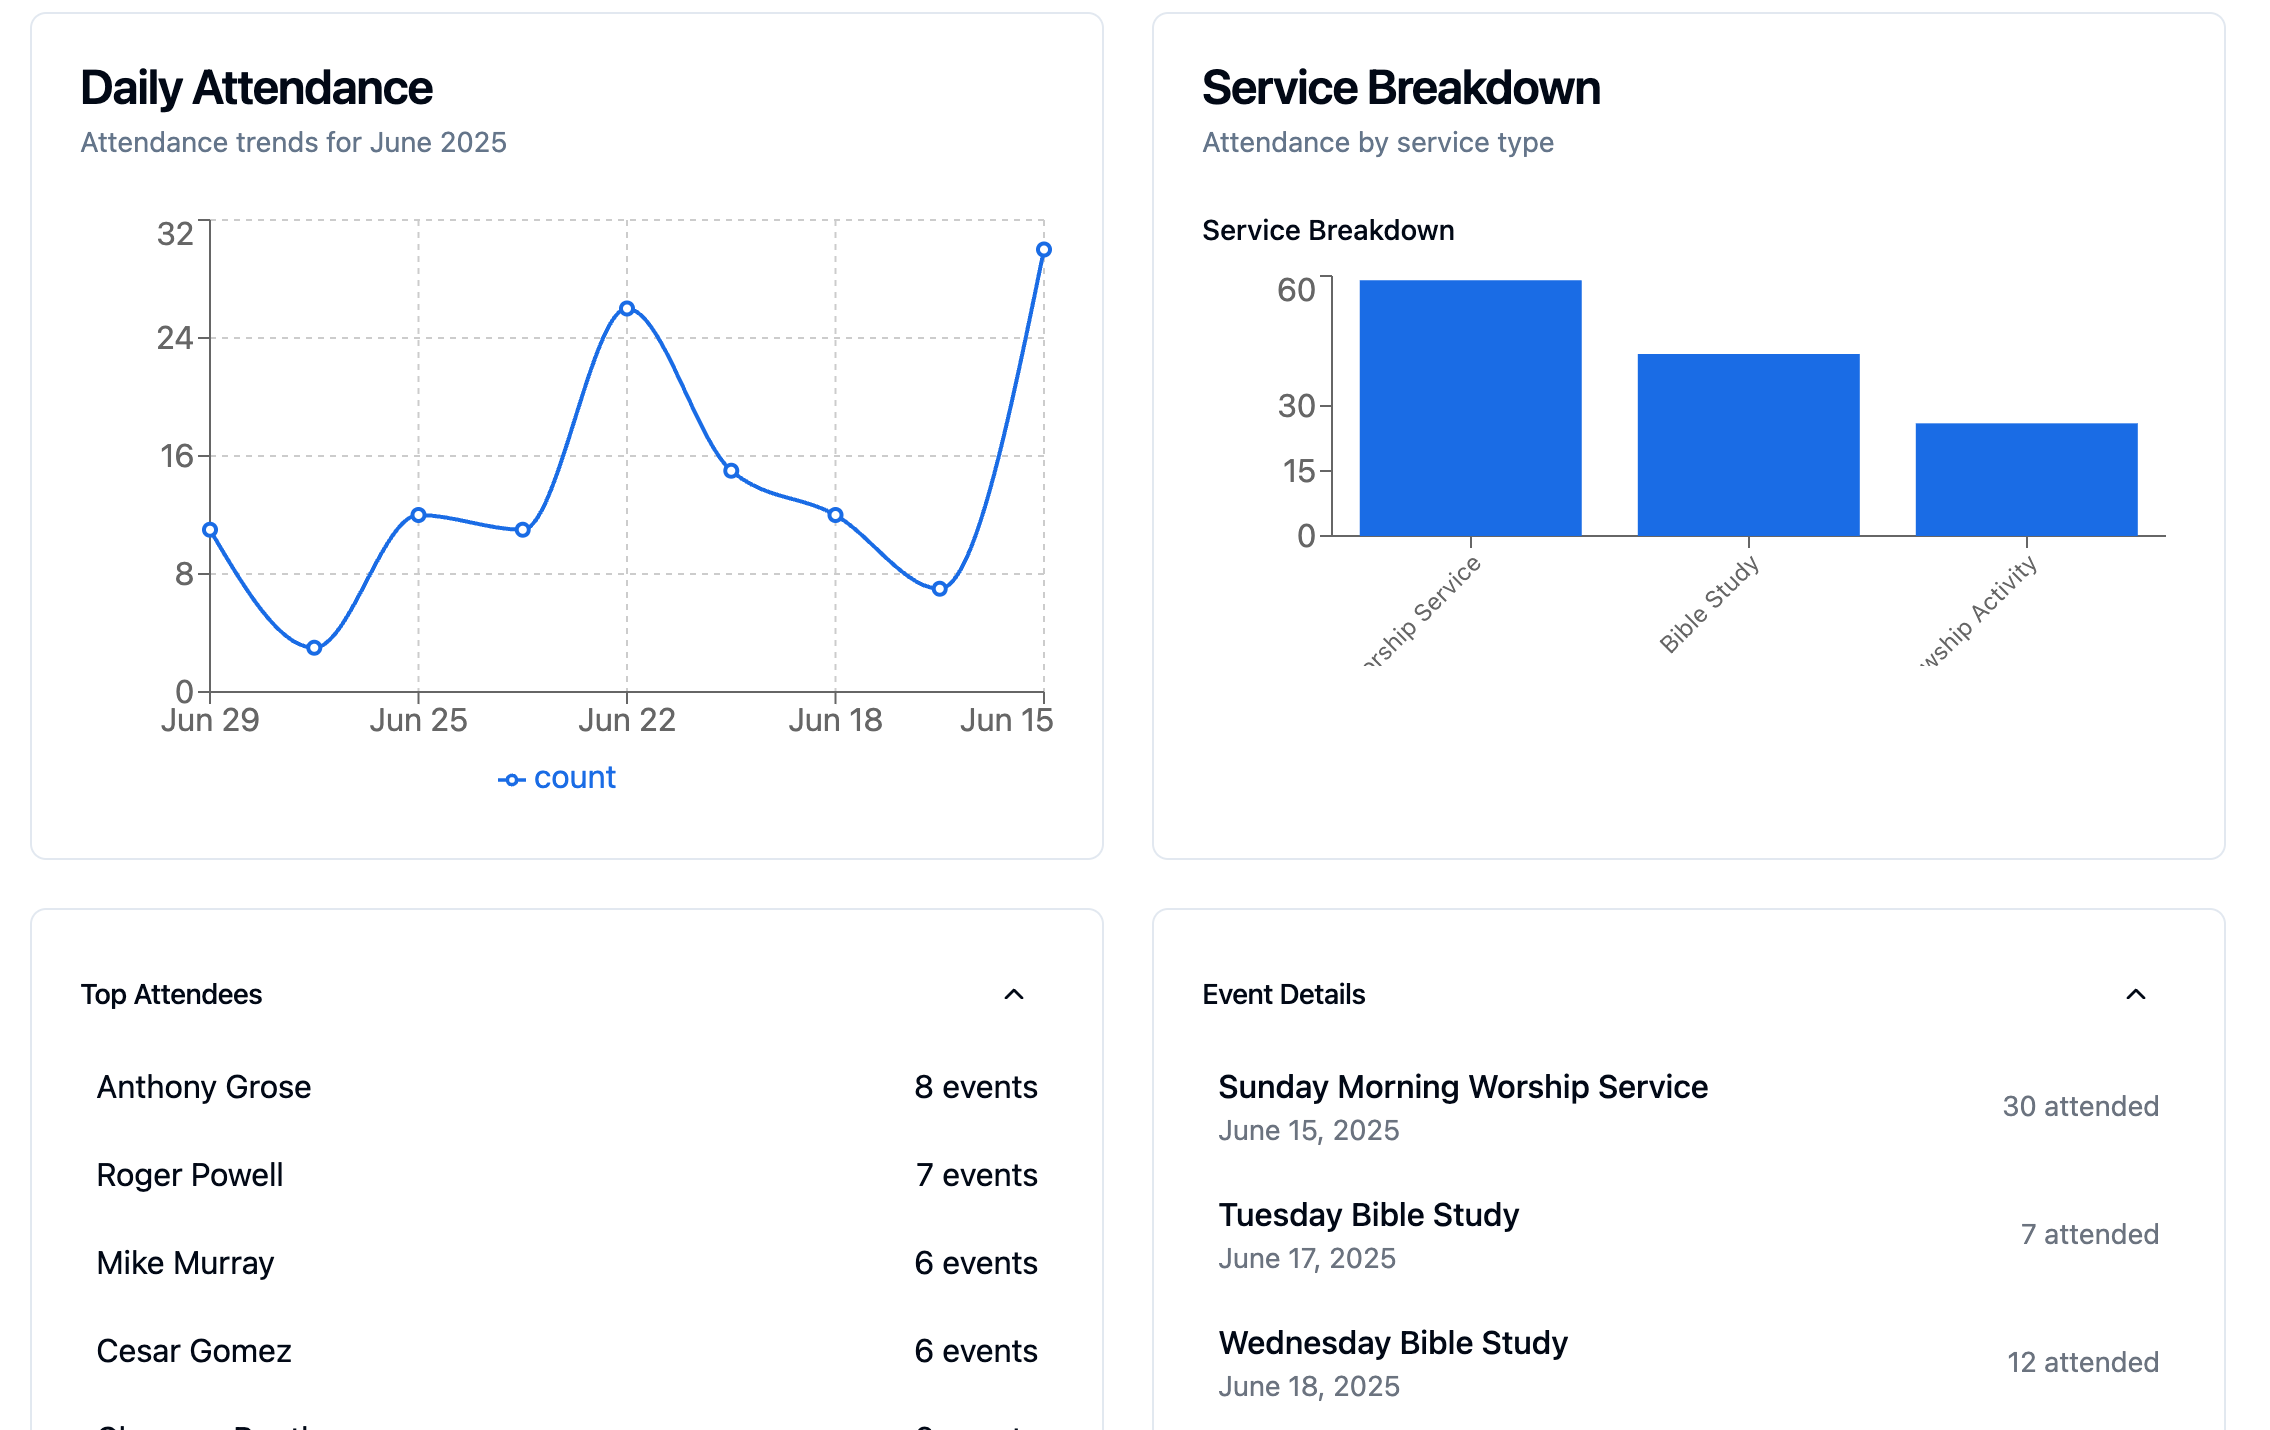 Daily Attendance
Attendance trends for June 2025
32
24
16
8
0
Jun 29 Jun 25 Jun 22 Jun 18 Jun 15
count
Service Breakdown
Attendance by service type
Service Breakdown
60
30
15
0
orship Service Bible Study wship Activity
Top Attendees
Anthony Grose 8 events
Roger Powell 7 events
Mike Murray 6 events
Cesar Gomez 6 events
Event Details
Sunday Morning Worship Service
June 15, 2025
30 attended
Tuesday Bible Study
June 17, 2025
7 attended
Wednesday Bible Study
June 18, 2025
12 attended